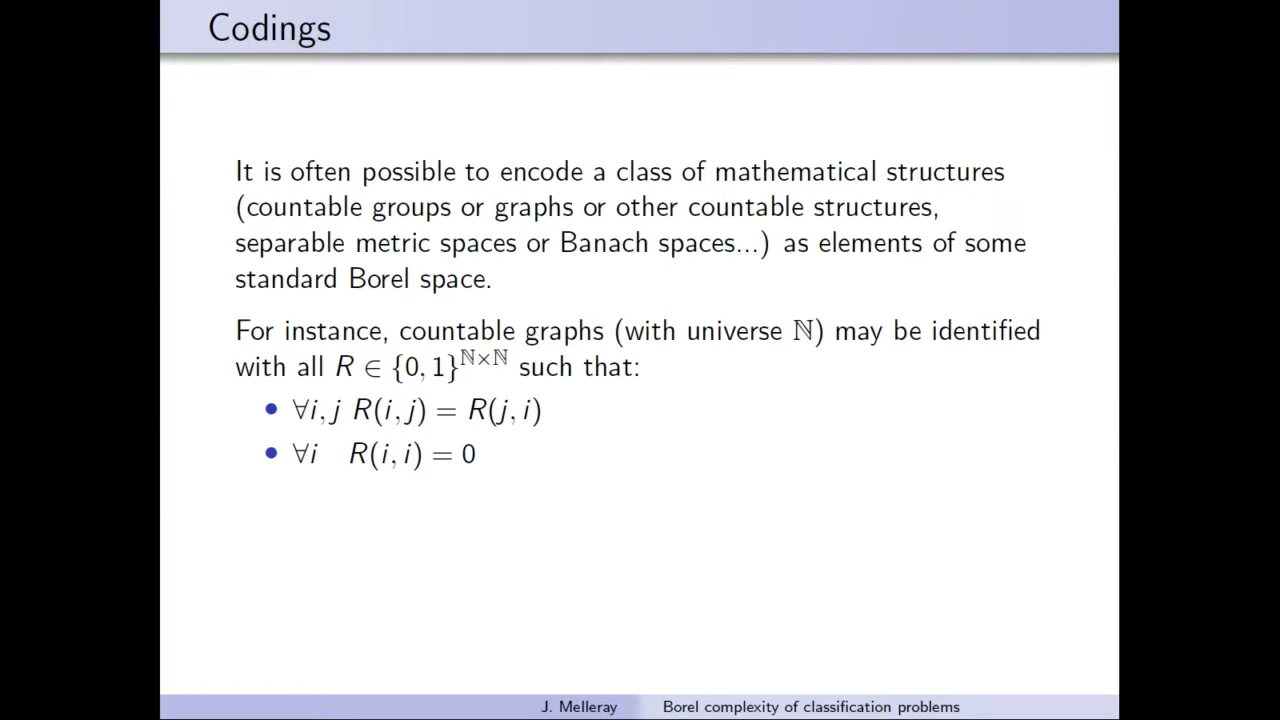 Codings
It is often possible to encode a class of mathematical structures
(countable groups or graphs or other countable structures,
separable metric spaces or Banach spaces...) as elements of some
standard Borel space.
For instance, countable graphs (with universe ℕ) may be identified
with all R ∈ {0, 1}^{ℕ×ℕ} such that:
• ∀i, j R(i, j) = R(j, i)
• ∀i R(i, i) = 0
J. Melleray Borel complexity of classification problems